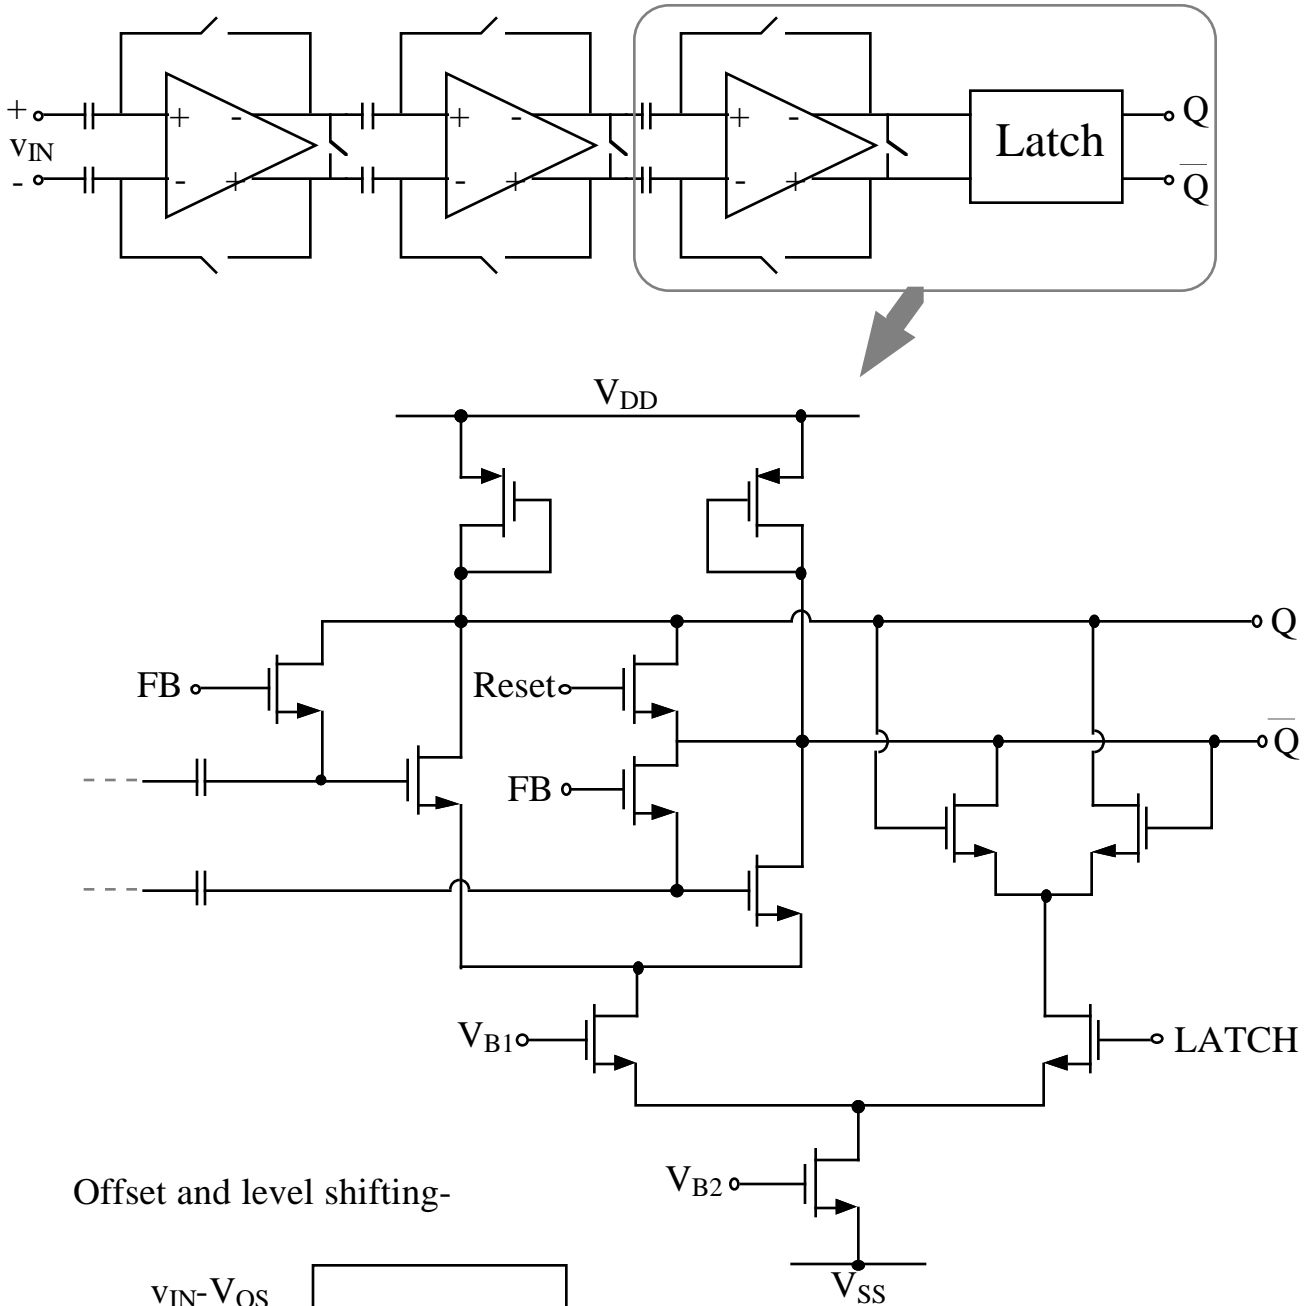 + - + - + - Q
+
vIN
-
Latch
- + - + - + Q̅
VDD
Q
FB
Reset
Q̅
FB
VB1
LATCH
VB2
Offset and level shifting-
vIN-VOS
VSS